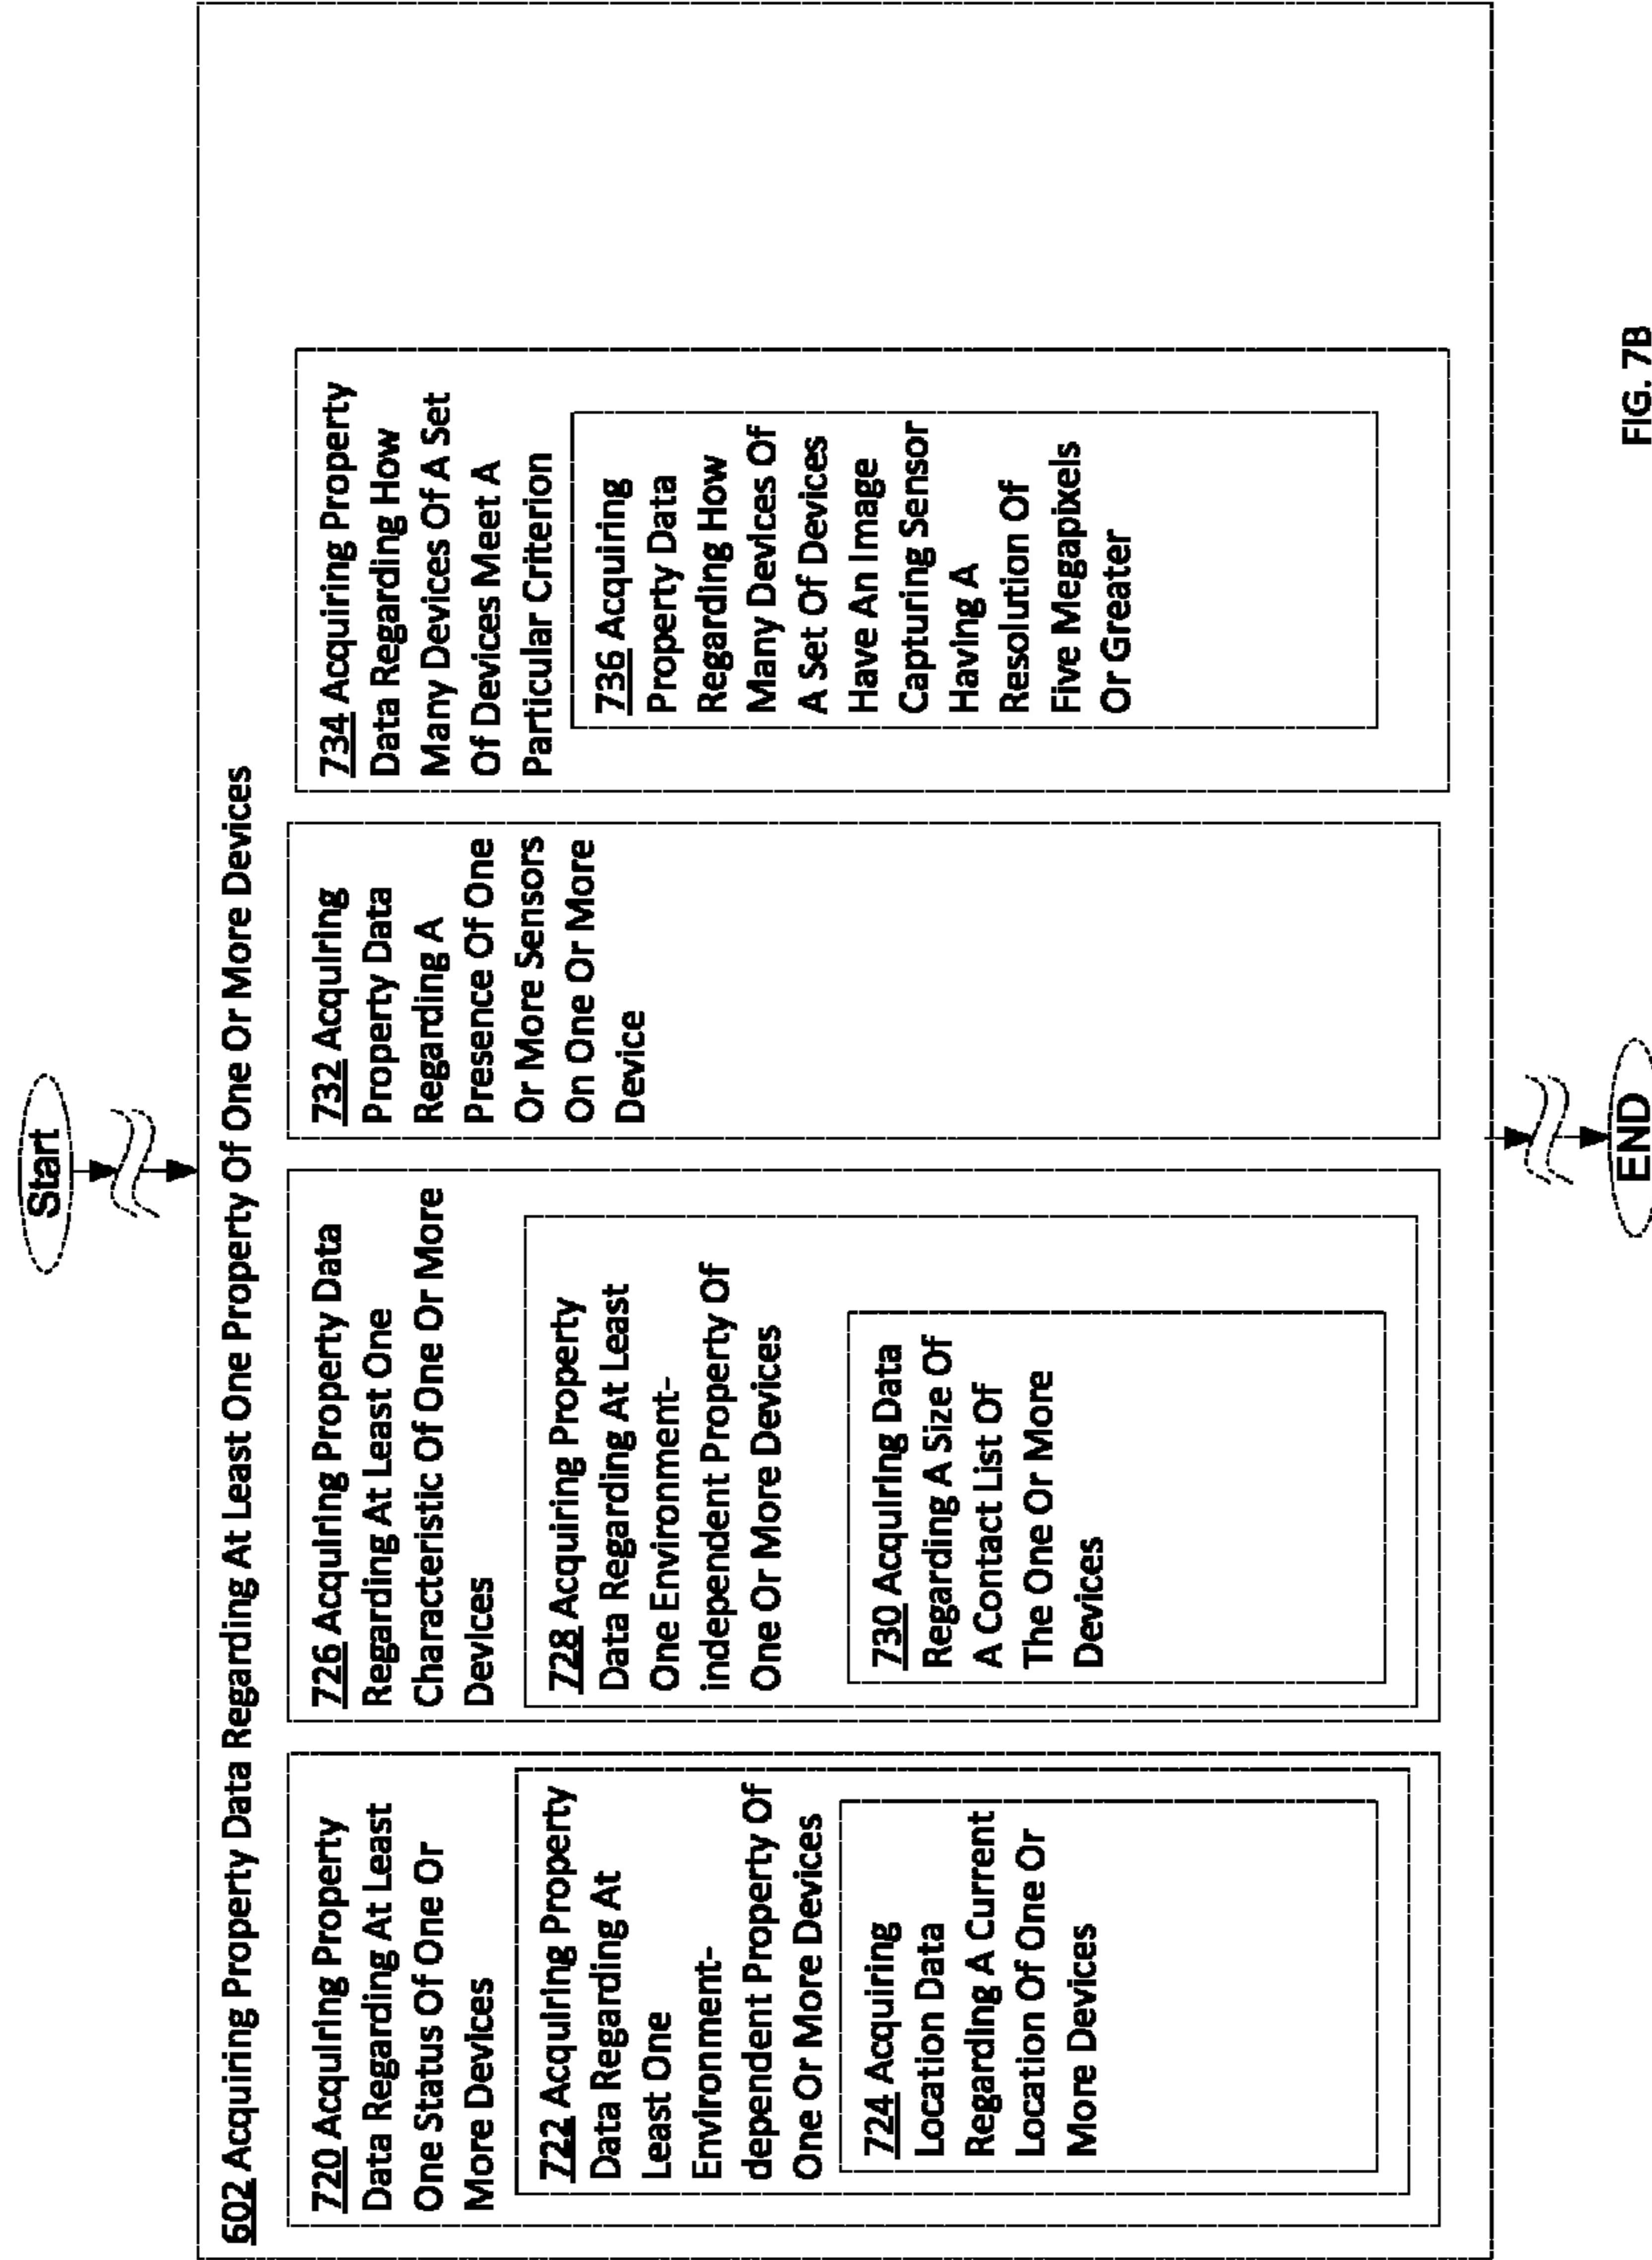 Start
602 Acquiring Property Data Regarding At Least One Property Of One Or More Devices
720 Acquiring Property
Data Regarding At Least
One Status Of One Or
More Devices
722 Acquiring Property
Data Regarding At
Least One
Environment-
dependent Property Of
One Or More Devices
724 Acquiring
Location Data
Regarding A Current
Location Of One Or
More Devices
726 Acquiring Property Data
Regarding At Least One
Characteristic Of One Or More
Devices
728 Acquiring Property
Data Regarding At Least
One Environment-
independent Property Of
One Or More Devices
730 Acquiring Data
Regarding A Size Of
A Contact List Of
The One Or More
Devices
732 Acquiring
Property Data
Regarding A
Presence Of One
Or More Sensors
On One Or More
Device
734 Acquiring Property
Data Regarding How
Many Devices Of A Set
Of Devices Meet A
Particular Criterion
736 Acquiring
Property Data
Regarding How
Many Devices Of
A Set Of Devices
Have An Image
Capturing Sensor
Having A
Resolution Of
Five Megapixels
Or Greater
END
FIG. 7B